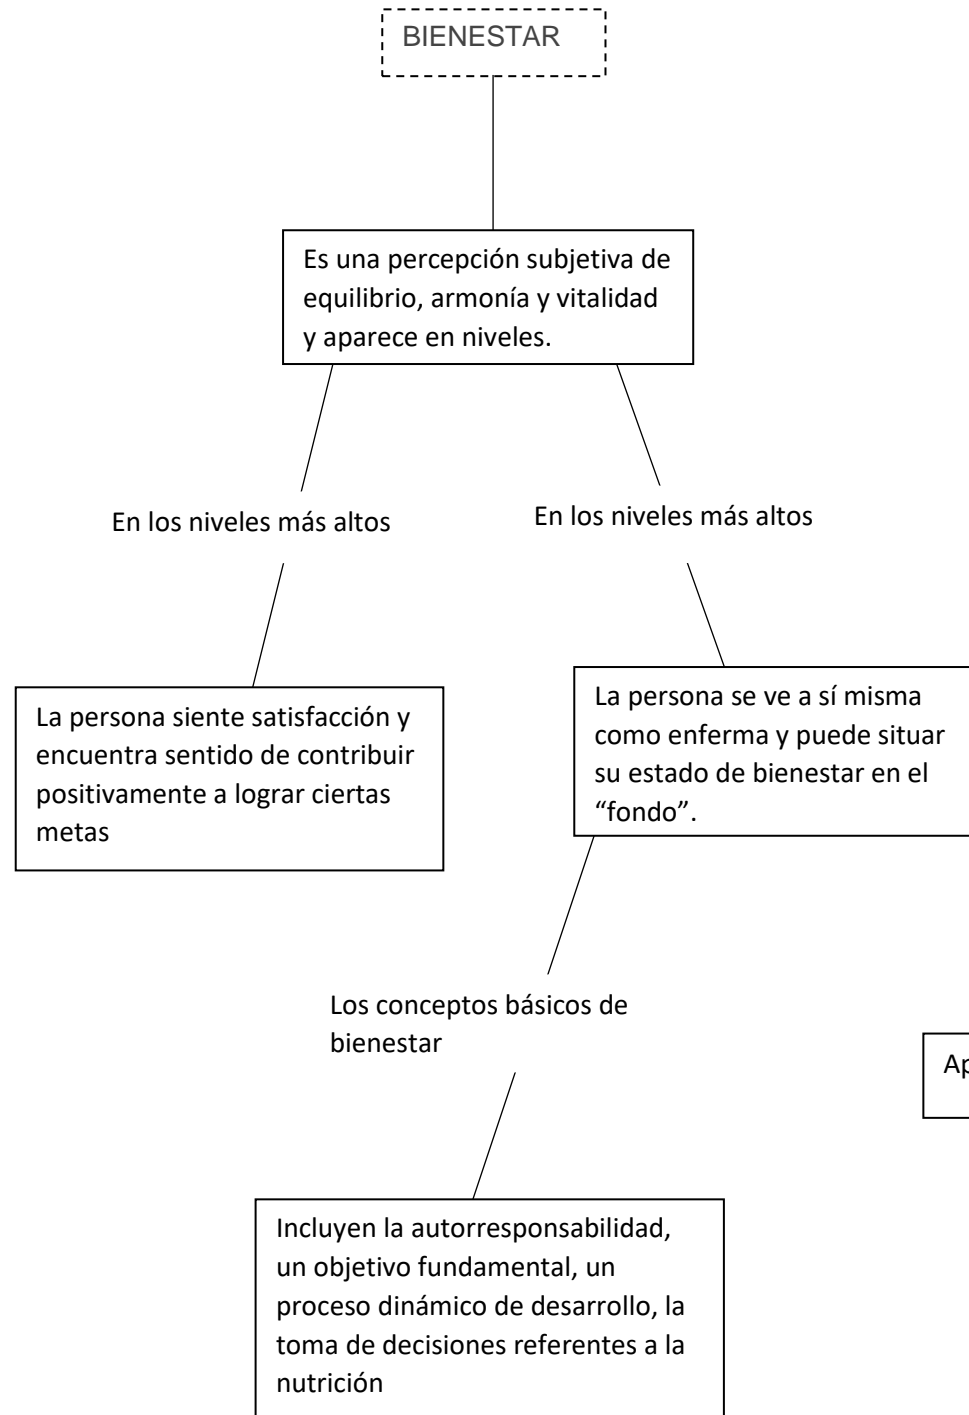 BIENESTAR
Es una percepción subjetiva de
equilibrio, armonía y vitalidad
y aparece en niveles.
En los niveles más altos
En los niveles más altos
La persona siente satisfacción y
encuentra sentido de contribuir
positivamente a lograr ciertas
metas
La persona se ve a sí misma
como enferma y puede situar
su estado de bienestar en el
“fondo”.
Los conceptos básicos de
bienestar
Ap
Incluyen la autorresponsabilidad,
un objetivo fundamental, un
proceso dinámico de desarrollo, la
toma de decisiones referentes a la
nutrición